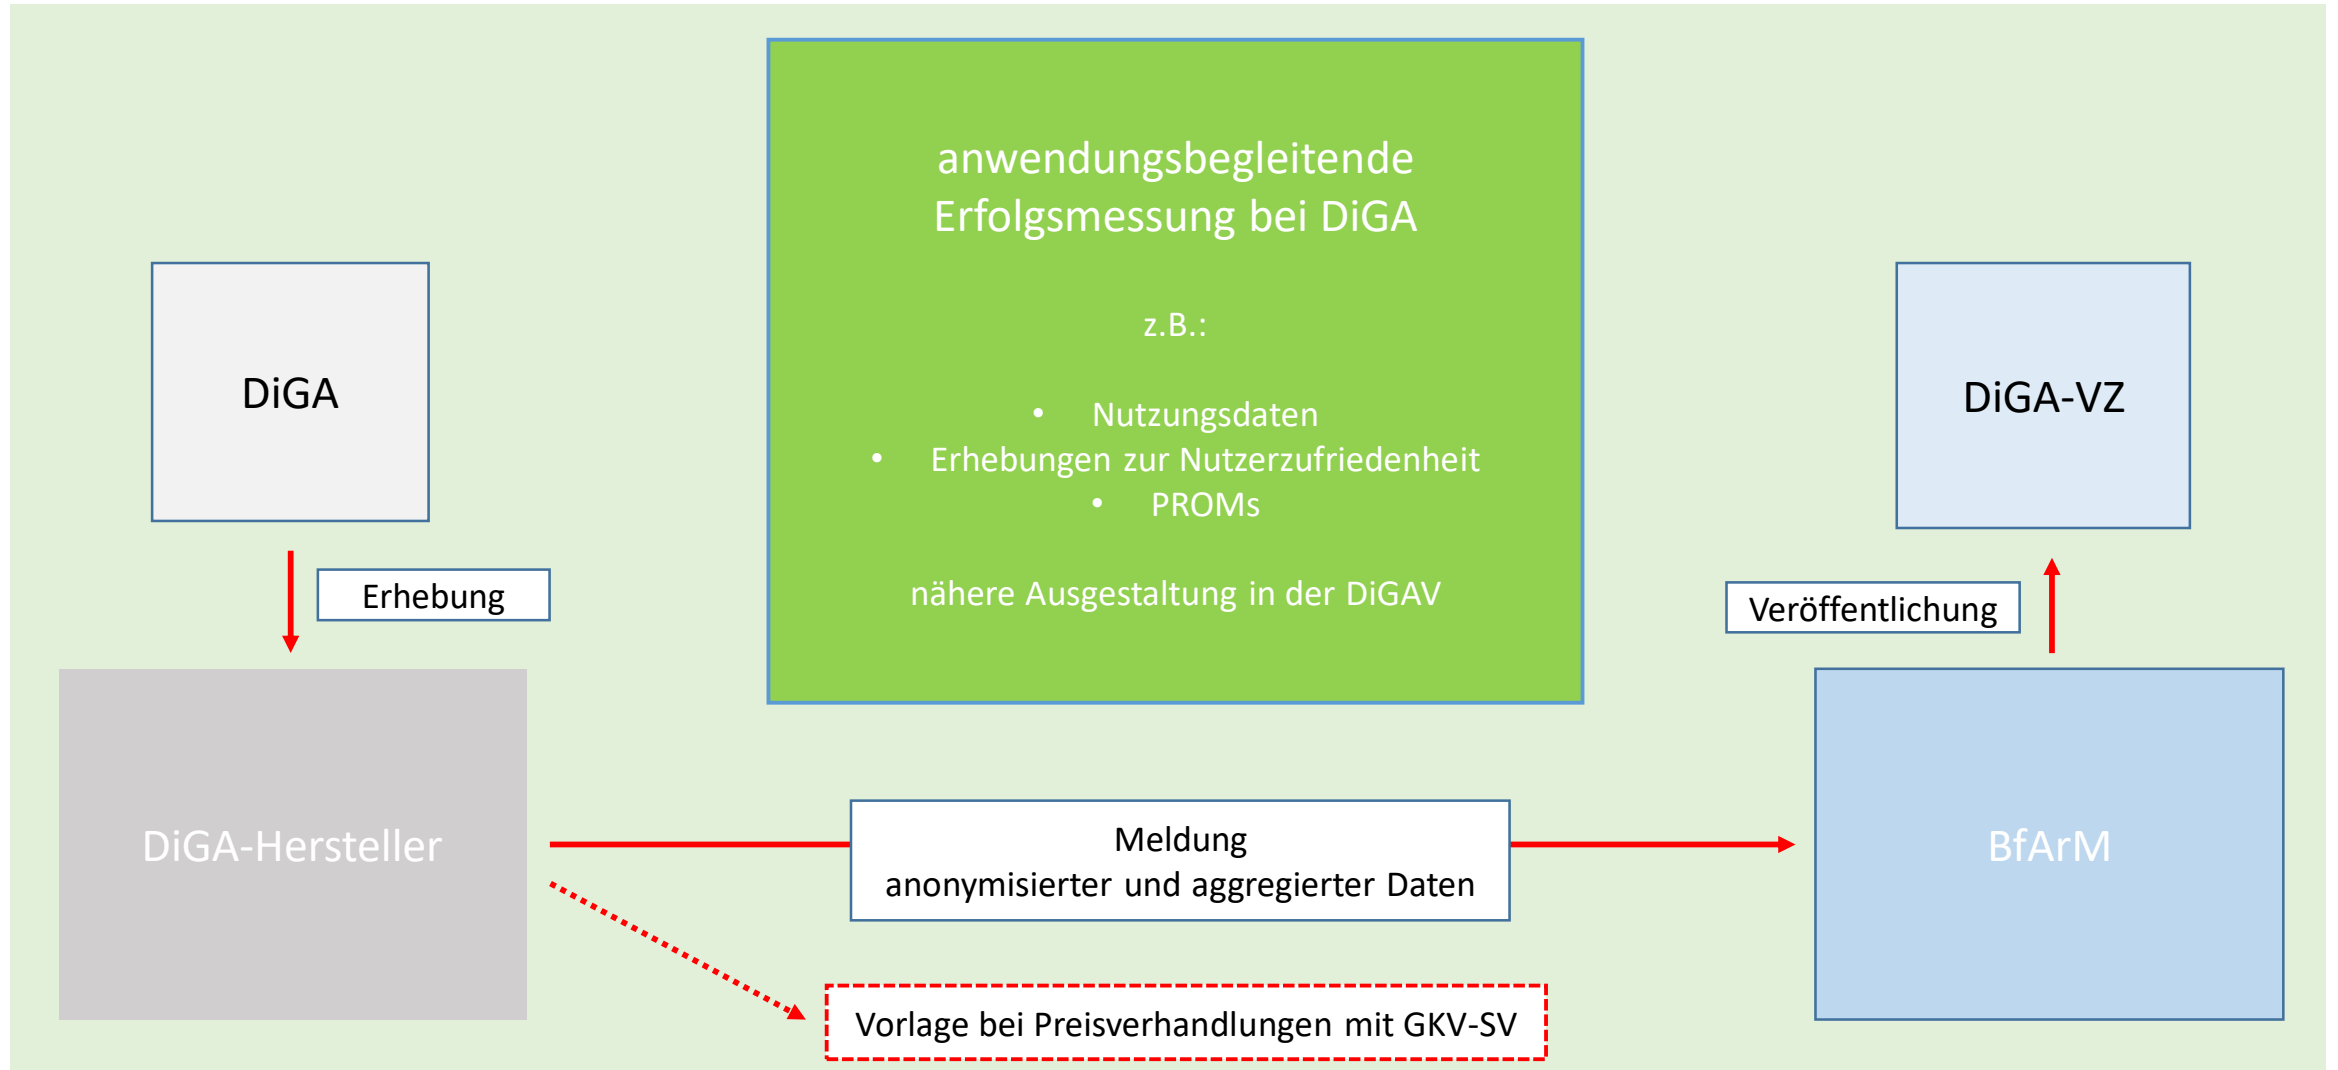 anwendungsbegleitende
Erfolgsmessung bei DiGA
z.B.:
• Nutzungsdaten
• Erhebungen zur Nutzerzufriedenheit
• PROMs
nähere Ausgestaltung in der DiGAV
DiGA
Erhebung
DiGA-Hersteller
Meldung
anonymisierter und aggregierter Daten
Vorlage bei Preisverhandlungen mit GKV-SV
DiGA-VZ
Veröffentlichung
BfArM